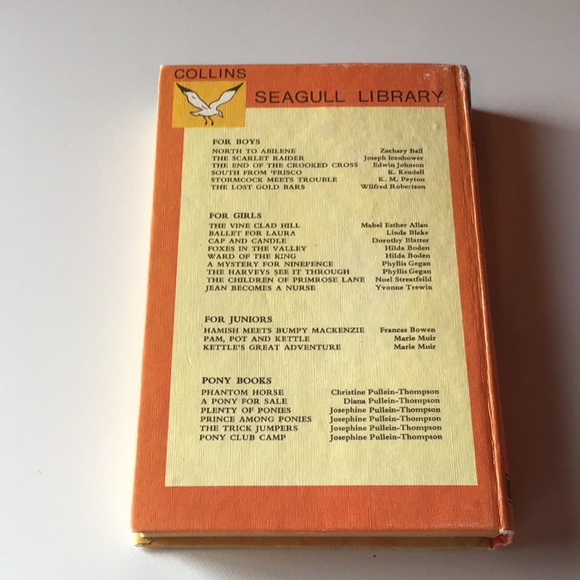 COLLINS
SEAGULL LIBRARY
FOR BOYS
NORTH TO ABILENE Zachary Ball
THE SCARLET RAIDER Joseph Icenhower
THE END OF THE CROOKED CROSS Edwin Johnson
SOUTH FROM 'FRISCO K. Kendall
STORMCOCK MEETS TROUBLE K. M. Peyton
THE LOST GOLD BARS Wilfred Robertson
FOR GIRLS
THE VINE CLAD HILL Mabel Esther Allan
BALLET FOR LAURA Linda Blake
CAP AND CANDLE Dorothy Blatter
FOXES IN THE VALLEY Hilda Boden
WARD OF THE KING Hilda Boden
A MYSTERY FOR NINEPENCE Phyllis Gegan
THE HARVEYS SEE IT THROUGH Phyllis Gegan
THE CHILDREN OF PRIMROSE LANE Noel Streatfeild
JEAN BECOMES A NURSE Yvonne Trewin
FOR JUNIORS
HAMISH MEETS BUMPY MACKENZIE Frances Bowen
PAM, POT AND KETTLE Marie Muir
KETTLE'S GREAT ADVENTURE Marie Muir
PONY BOOKS
PHANTOM HORSE Christine Pullein-Thompson
A PONY FOR SALE Diana Pullein-Thompson
PLENTY OF PONIES Josephine Pullein-Thompson
PRINCE AMONG PONIES Josephine Pullein-Thompson
THE TRICK JUMPERS Josephine Pullein-Thompson
PONY CLUB CAMP Josephine Pullein-Thompson